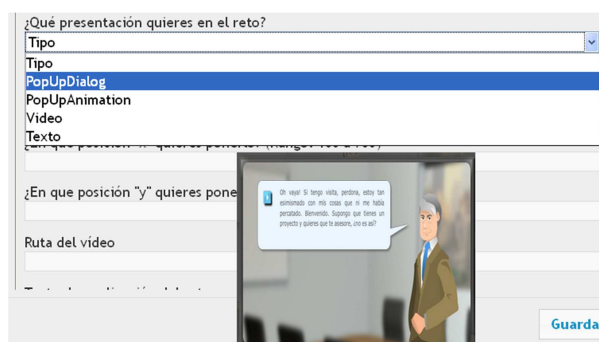 ¿Qué presentación quieres en el reto?
Tipo
Tipo
PopUpDialog
PopUpAnimation
Video
Texto
¿En que posición "y" quieres pone
Oh vaya! Si tengo visita, perdona, estoy tan
esimismado con mis cosas que ni me había
percatado. Bienvenido. Supongo que tienes un
proyecto y quieres que te asesore, ¿no es así?
Ruta del vídeo
Guarda